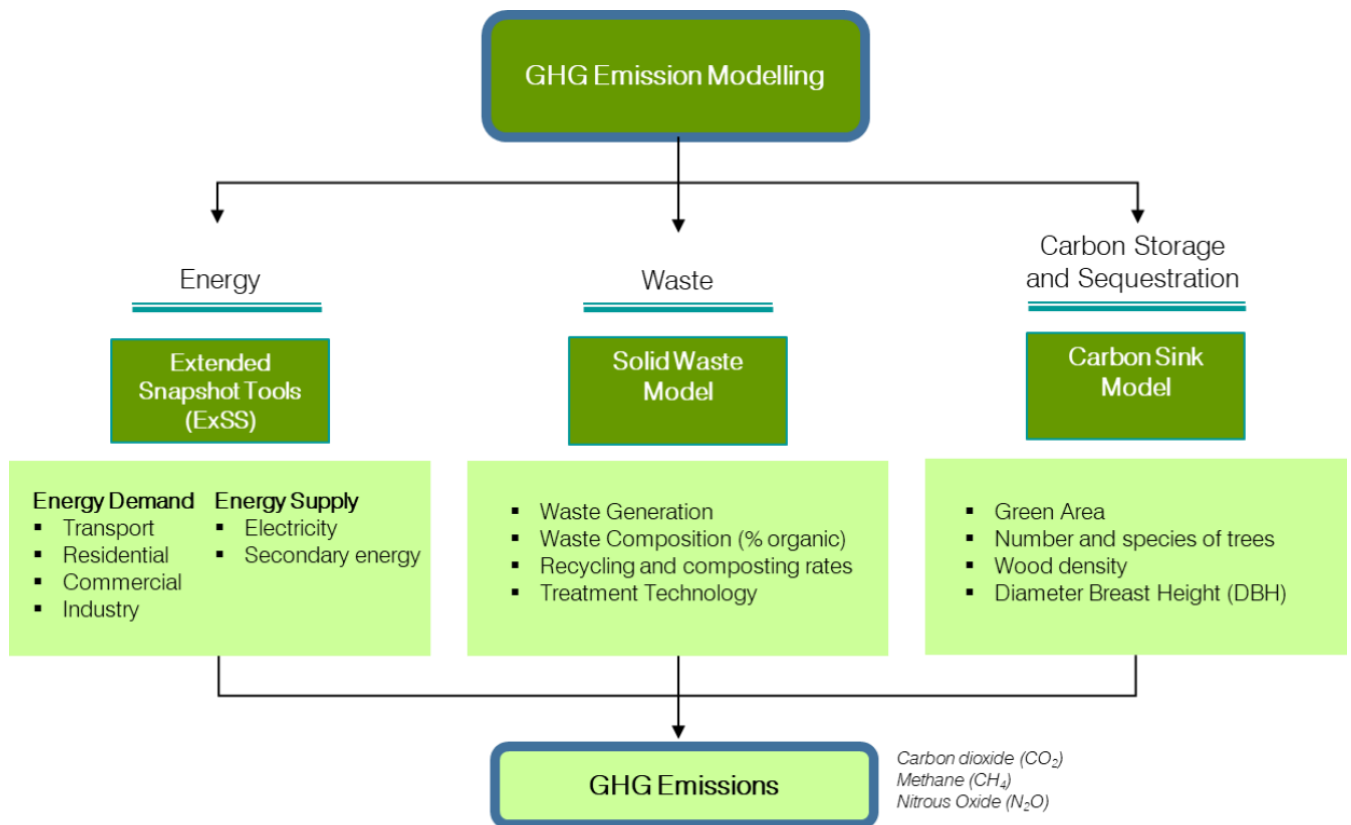 GHG Emission Modelling
Energy
Waste
Carbon Storage
and Sequestration
Extended
Snapshot Tools
(ExSS)
Solid Waste
Model
Carbon Sink
Model
Energy Demand
▪ Transport
▪ Residential
▪ Commercial
▪ Industry
Energy Supply
▪ Electricity
▪ Secondary energy
▪ Waste Generation
▪ Waste Composition (% organic)
▪ Recycling and composting rates
▪ Treatment Technology
▪ Green Area
▪ Number and species of trees
▪ Wood density
▪ Diameter Breast Height (DBH)
GHG Emissions
Carbon dioxide (CO₂)
Methane (CH₄)
Nitrous Oxide (N₂O)